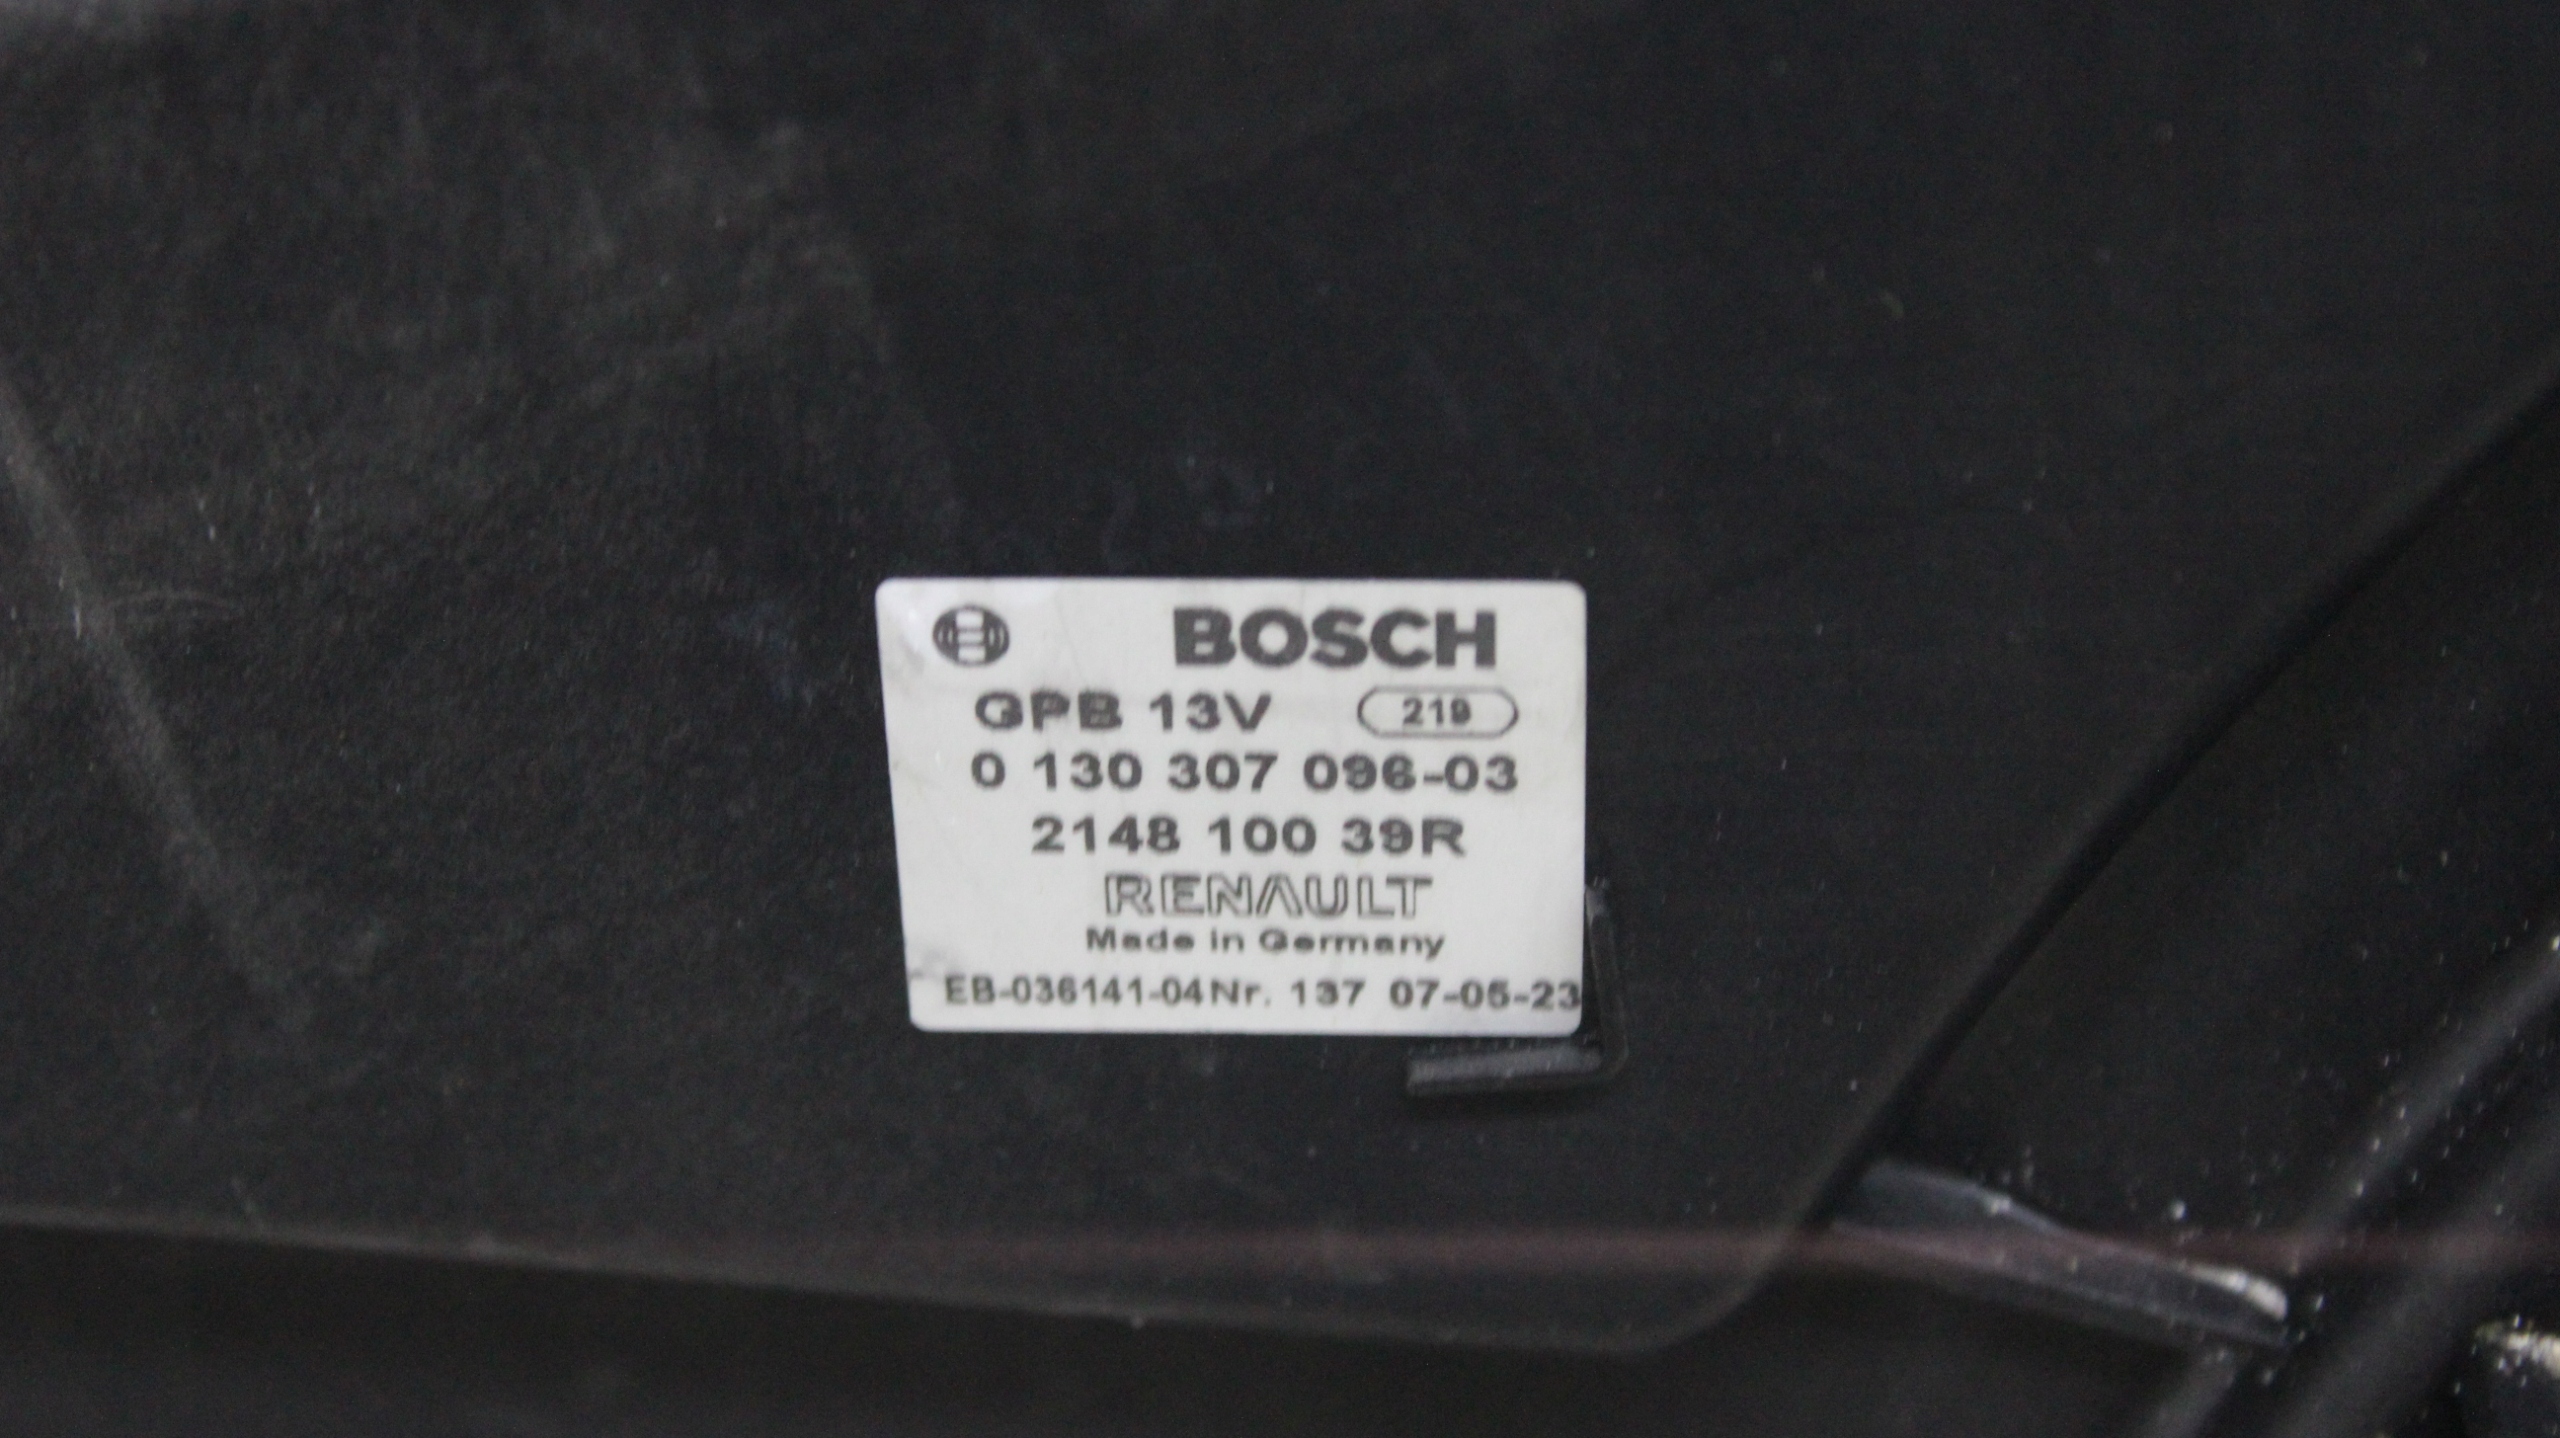 BOSCH
GPB 13V 219
0 130 307 096-03
2148 100 39R
RENAULT
Made in Germany
EB-036141-04Nr. 137 07-05-23